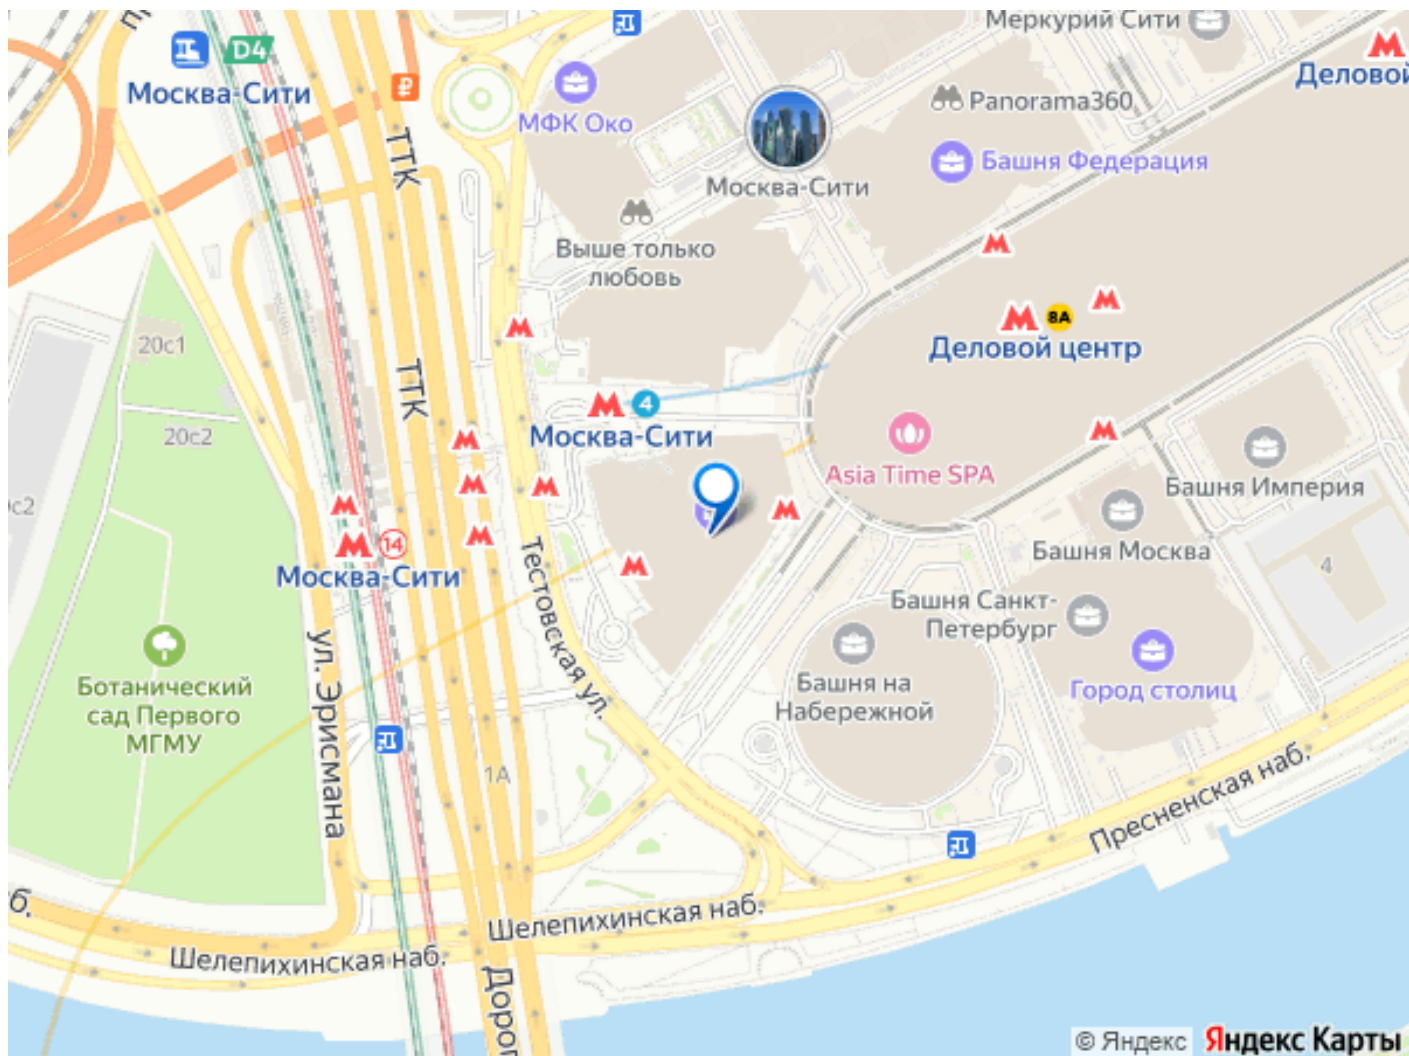 Меркурий Сити
D4
Москва-Сити
₽
МФК Око
Panorama360
Деловой
Башня Федерация
Москва-Сити
ТТК
Выше только
любовь
8А
Деловой центр
20с1
ТТК
20с2
4
Москва-Сити
Asia Time SPA
Башня Империя
Башня Москва
14
Москва-Сити
4
Тестовская ул.
Башня Санкт-
Петербург
ул. Эрисмана
Ботанический
сад Первого
МГМУ
Башня на
Набережной
Город столиц
1А
Пресненская наб.
Шелепихинская наб.
Шелепихинская наб.
Дорог
© Яндекс Яндекс Карты